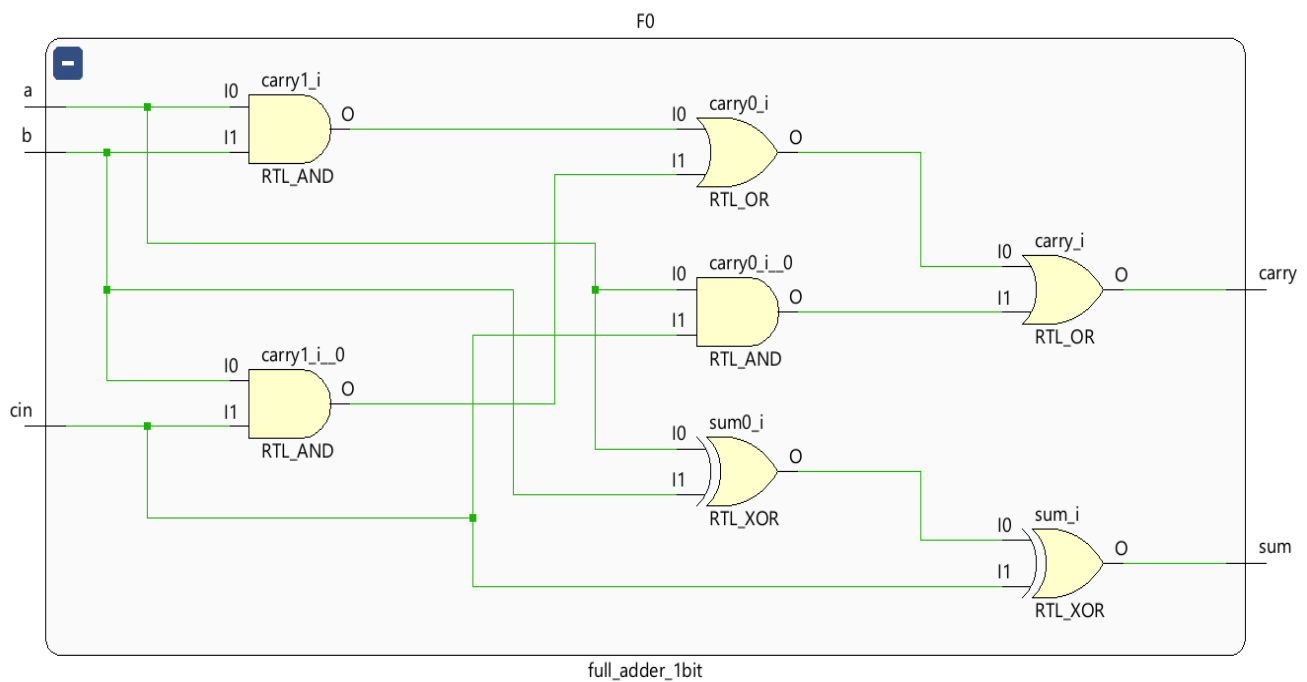 F0
a
b
cin
I0
carry1_i
O
I1
RTL_AND
I0
carry0_i
O
I1
RTL_OR
I0
carry0_i__0
O
I1
RTL_AND
I0
carry_i
O
I1
RTL_OR
carry
I0
carry1_i__0
O
I1
RTL_AND
I0
sum0_i
O
I1
RTL_XOR
I0
sum_i
O
I1
RTL_XOR
sum
full_adder_1bit